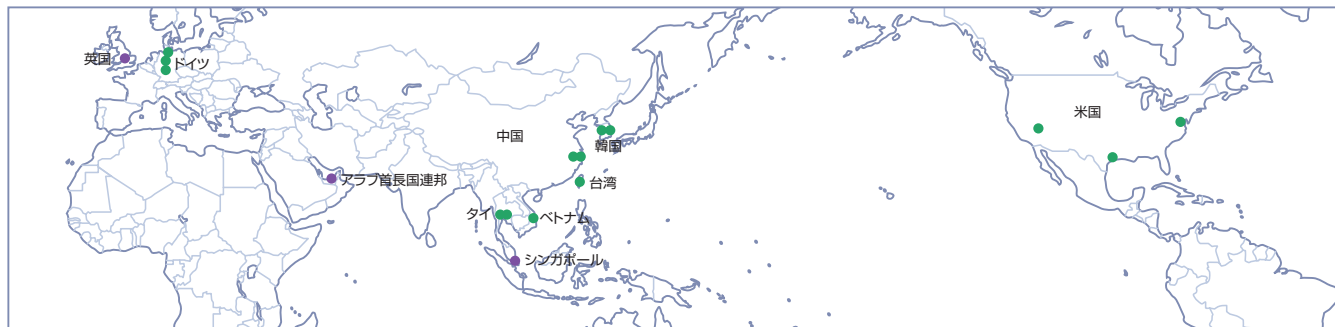 英国
ドイツ
中国
韓国
米国
アラブ首長国連邦
台湾
タイ
ベトナム
シンガポール